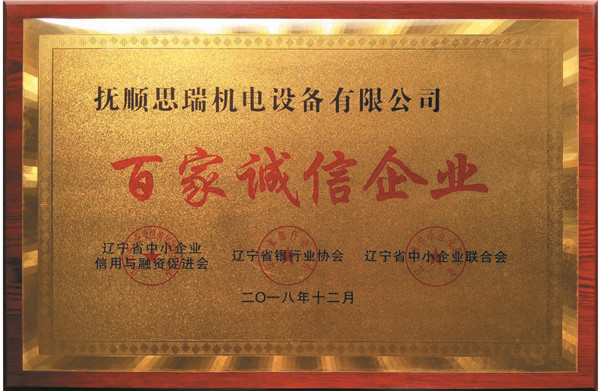 抚顺思瑞机电设备有限公司
百家诚信企业
辽宁省中小企业
信用与融资促进会
辽宁省银行业协会
辽宁省中小企业联合会
二〇一八年十二月